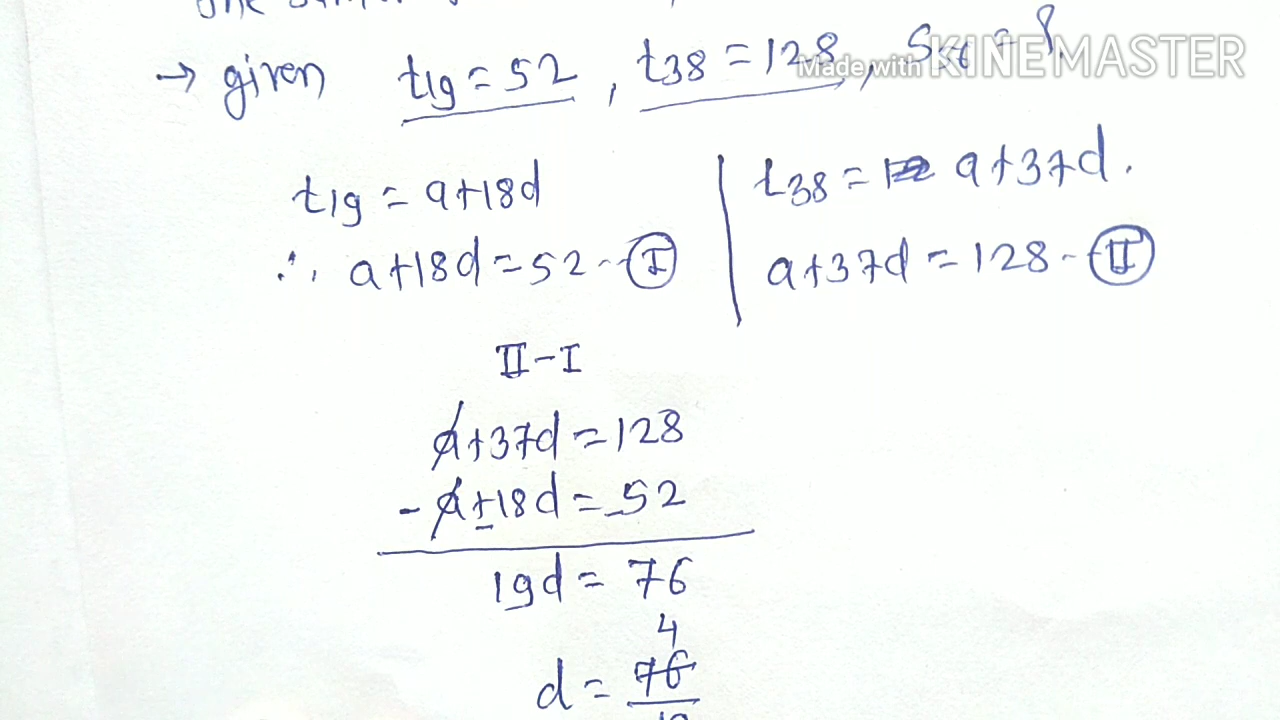 → given t19 = 52, t38 = 128, S56 = ?
Made with KINEMASTER
t19 = a+18d
∴ a+18d = 52 -- I
t38 = a+37d.
a+37d = 128 -- II
II - I
a+37d = 128
- a+18d = 52
19d = 76
4
d = 76